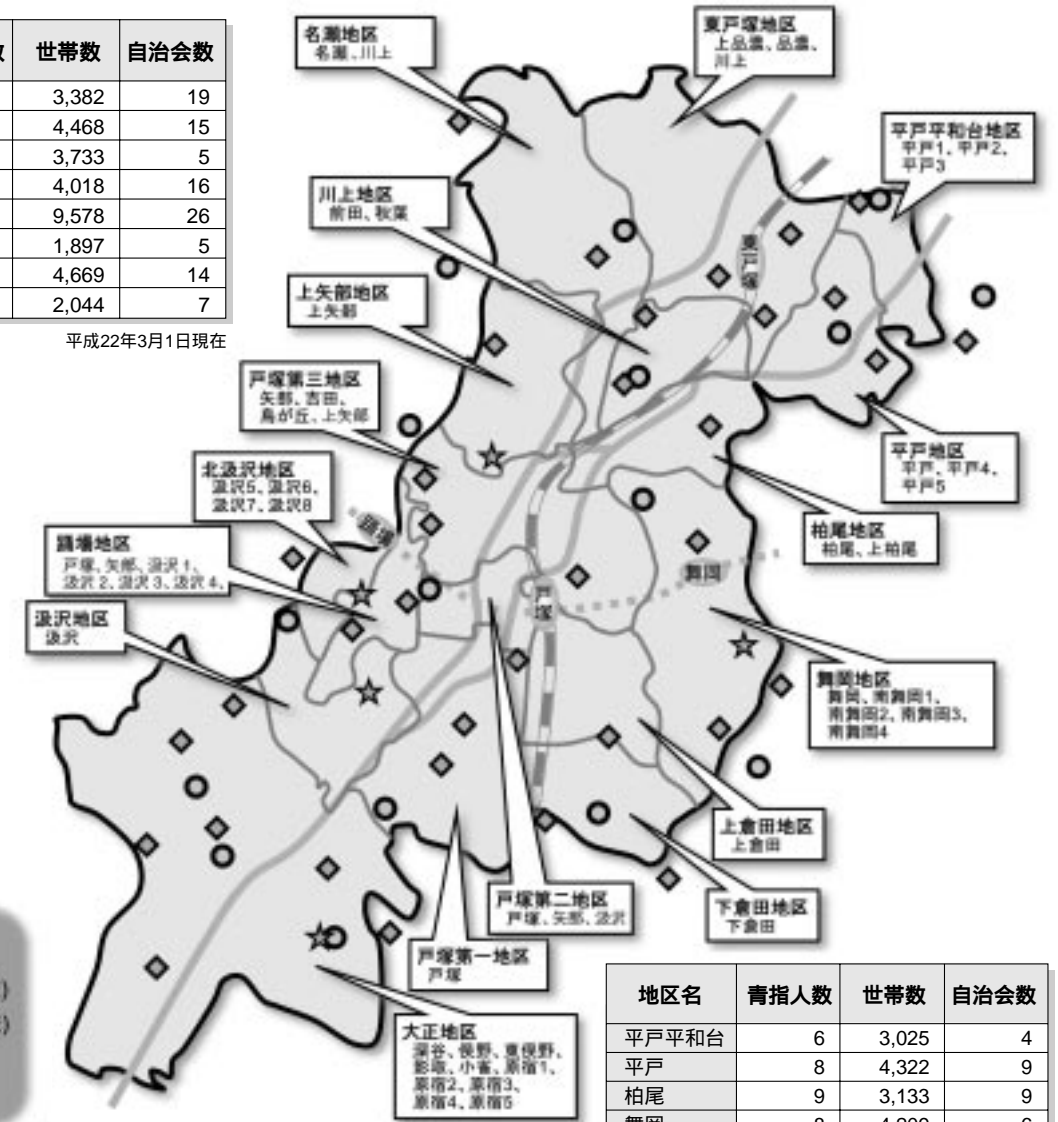 世帯数 自治会数
3,382 19
4,468 15
3,733 5
4,018 16
9,578 26
1,897 5
4,669 14
2,044 7
平成22年3月1日現在
名瀬地区
名瀬、川上
東戸塚地区
上品濃、品濃、
川上
平戸平和台地区
平戸1、平戸2、
平戸3
川上地区
前田、秋葉
東戸塚
上矢部地区
上矢部
戸塚第三地区
矢部、吉田、
鳥が丘、上矢部
平戸地区
平戸、平戸4、
平戸5
北汲沢地区
汲沢5、汲沢6、
汲沢7、汲沢8
踊場
柏尾地区
柏尾、上柏尾
踊場地区
戸塚、矢部、汲沢1、
汲沢2、汲沢3、汲沢4、
舞岡
戸塚
汲沢地区
汲沢
舞岡地区
舞岡、南舞岡1、
南舞岡2、南舞岡3、
南舞岡4
上倉田地区
上倉田
下倉田地区
下倉田
戸塚第二地区
戸塚、矢部、汲沢
戸塚第一地区
戸塚
大正地区
深谷、俣野、東俣野、
影取、小雀、原宿1、
原宿2、原宿3、
原宿4、原宿5
地区名 青指人数 世帯数 自治会数
平戸平和台 6 3,025 4
平戸 8 4,322 9
柏尾 9 3,133 9